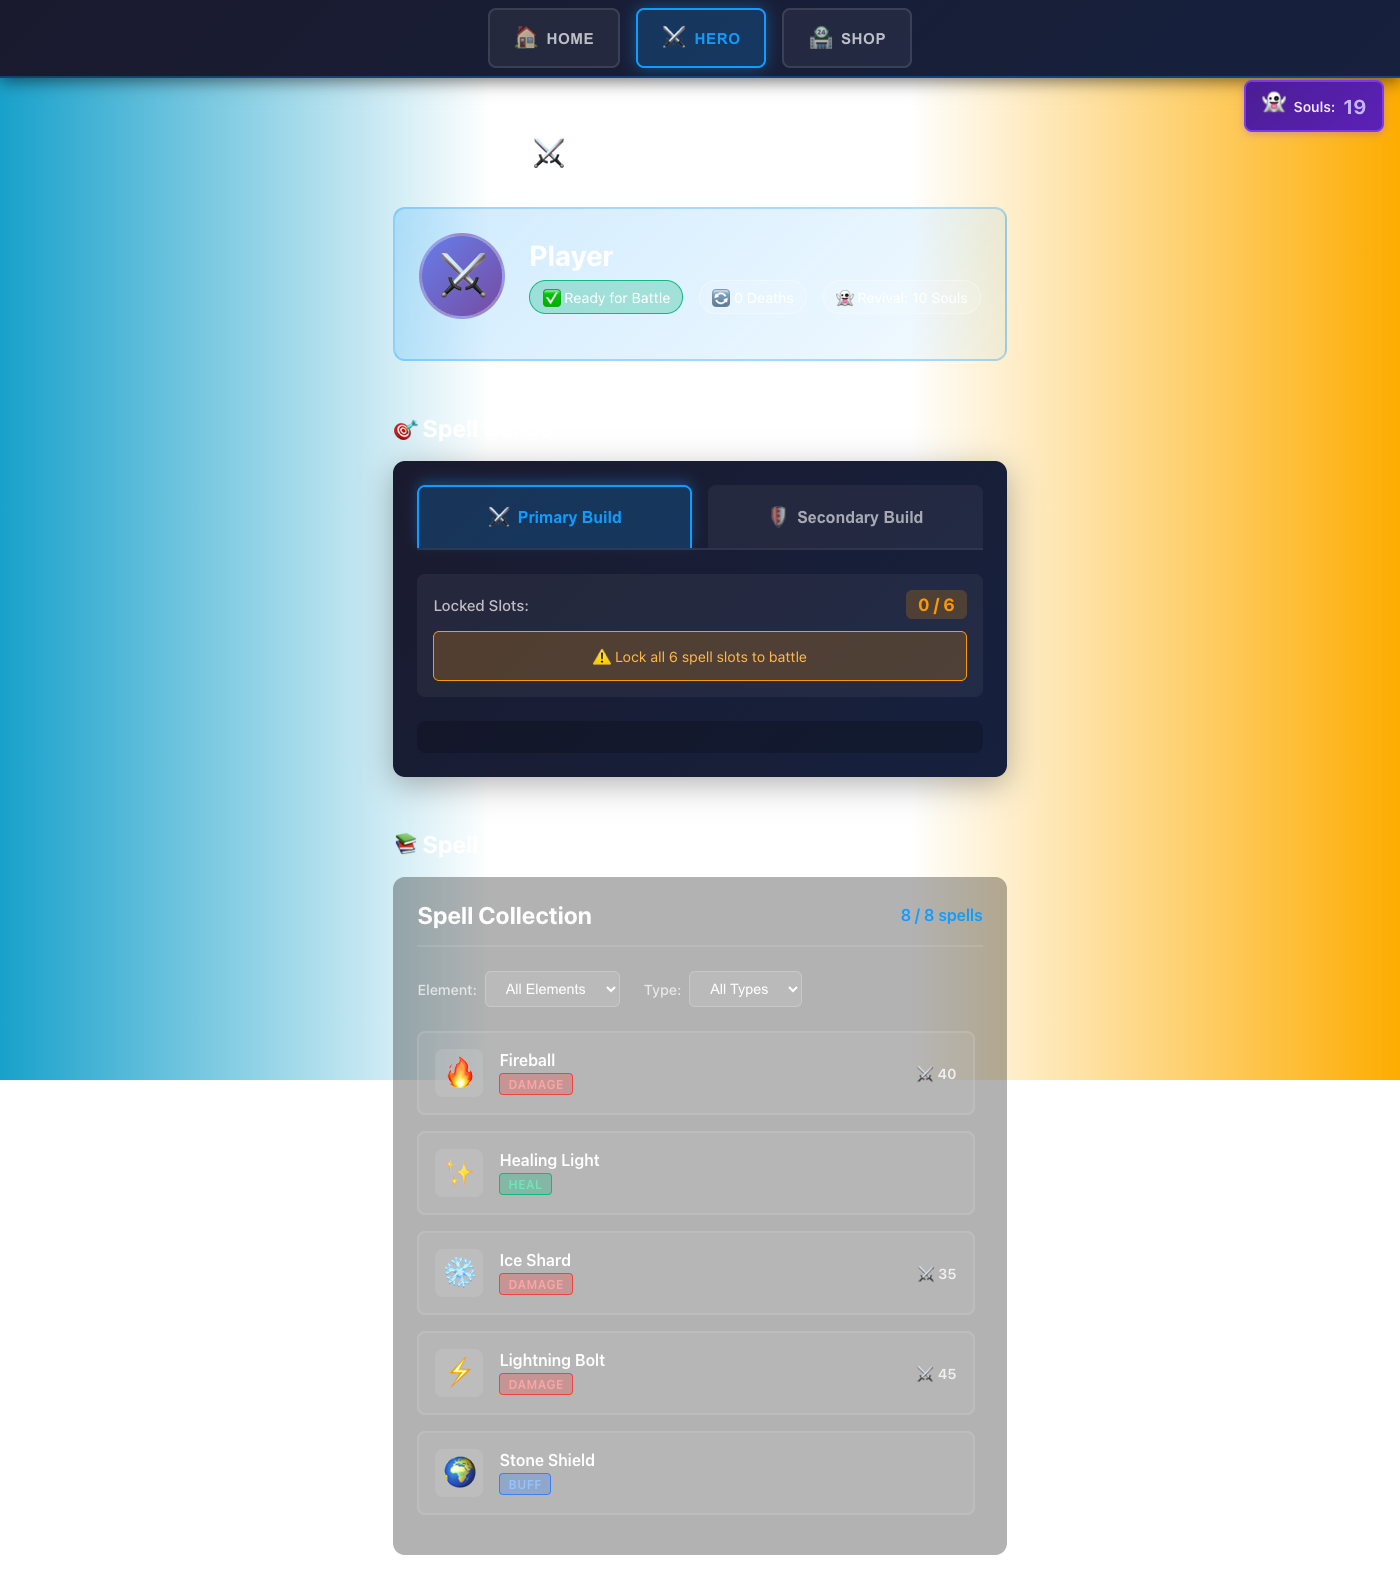 HOME
HERO
SHOP
Souls: 19
Player
Ready for Battle
0 Deaths
Revival: 10 Souls
Spell
Primary Build
Secondary Build
Locked Slots:
0 / 6
Lock all 6 spell slots to battle
Spell
Spell Collection
8 / 8 spells
Element:
All Elements
Type:
All Types
Fireball
DAMAGE
40
Healing Light
HEAL
Ice Shard
DAMAGE
35
Lightning Bolt
DAMAGE
45
Stone Shield
BUFF